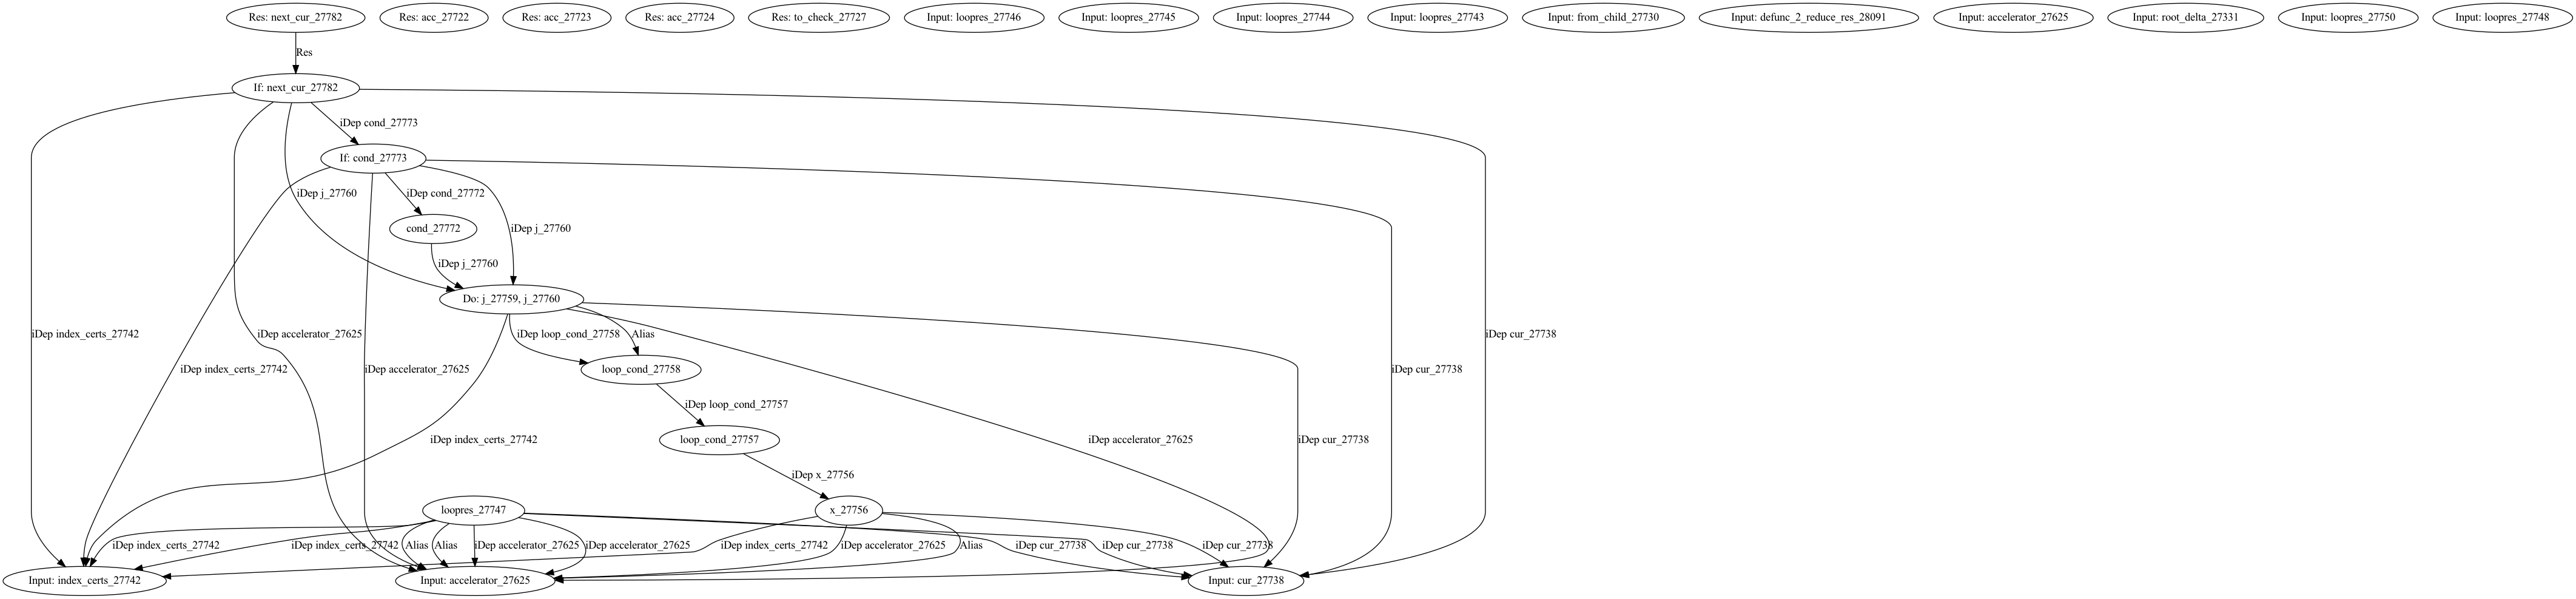 Res: next_cur_27782
Res: acc_27722
Res: acc_27723
Res: acc_27724
Res: to_check_27727
Input: loopres_27746
Input: loopres_27745
Input: loopres_27744
Input: loopres_27743
Input: from_child_27730
Input: defunc_2_reduce_res_28091
Input: accelerator_27625
Input: root_delta_27331
Input: loopres_27750
Input: loopres_27748
Res
If: next_cur_27782
iDep cond_27773
If: cond_27773
iDep j_27760
iDep cond_27772
cond_27772
iDep j_27760
iDep j_27760
Do: j_27759, j_27760
iDep index_certs_27742
iDep accelerator_27625
iDep loop_cond_27758
Alias
iDep cur_27738
iDep index_certs_27742
iDep accelerator_27625
loop_cond_27758
iDep cur_27738
iDep loop_cond_27757
iDep index_certs_27742
loop_cond_27757
iDep accelerator_27625
iDep cur_27738
iDep x_27756
loopres_27747
x_27756
iDep index_certs_27742
iDep index_certs_27742
Alias
Alias
iDep accelerator_27625
iDep accelerator_27625
iDep index_certs_27742
iDep accelerator_27625
Alias
iDep cur_27738
iDep cur_27738
iDep cur_27738
Input: index_certs_27742
Input: accelerator_27625
Input: cur_27738